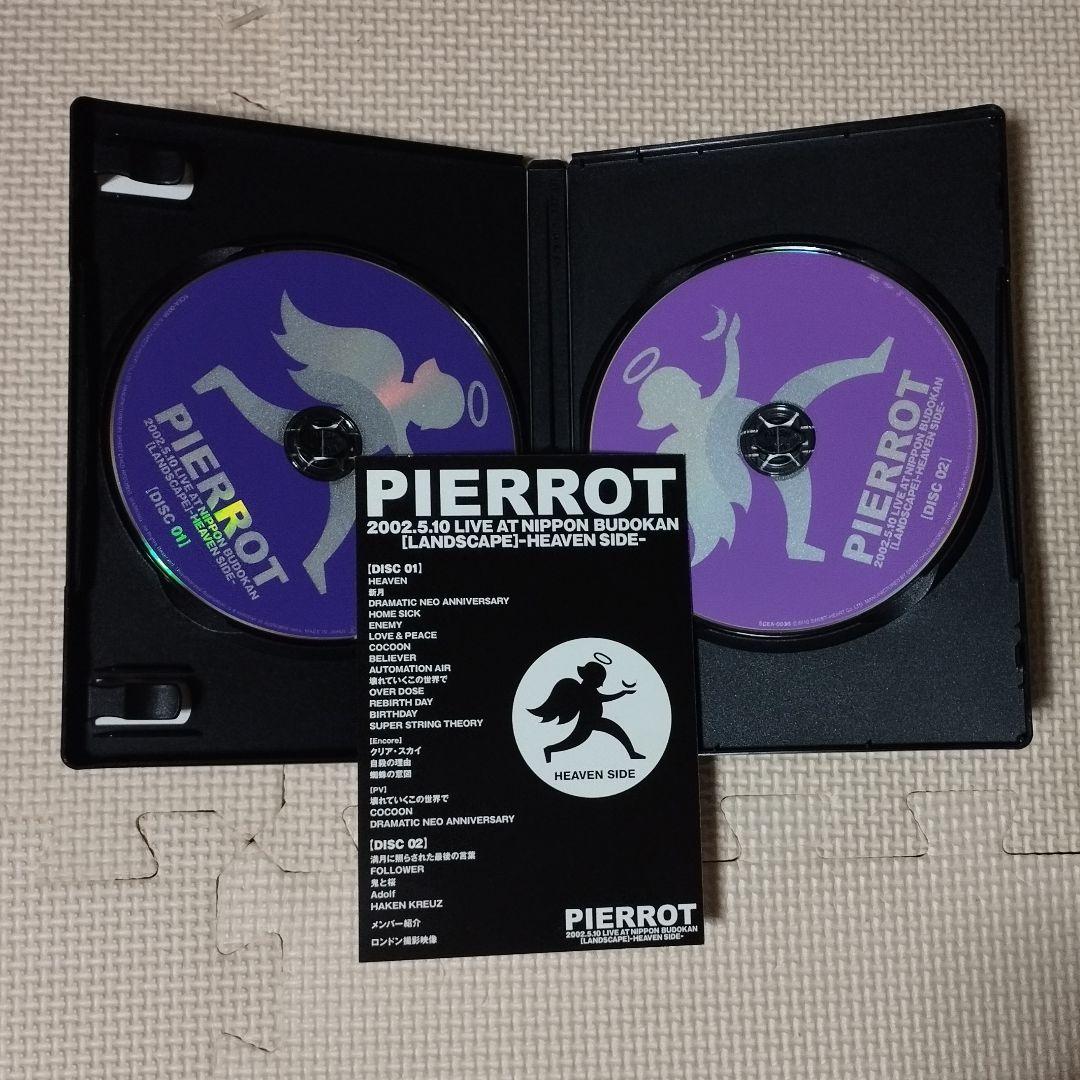 PIERROT
2002.5.10 LIVE AT NIPPON BUDOKAN
[LANDSCAPE]-HEAVEN SIDE-
[DISC 01]
PIERROT
2002.5.10 LIVE AT NIPPON BUDOKAN
[LANDSCAPE]-HEAVEN SIDE-
[DISC 02]
PIERROT
2002.5.10 LIVE AT NIPPON BUDOKAN
[LANDSCAPE]-HEAVEN SIDE-
【DISC 01】
HEAVEN
新月
DRAMATIC NEO ANNIVERSARY
HOME SICK
ENEMY
LOVE & PEACE
COCOON
BELIEVER
AUTOMATION AIR
壊れていくこの世界で
OVER DOSE
REBIRTH DAY
BIRTHDAY
SUPER STRING THEORY
【Encore】
クリア・スカイ
自殺の理由
蜘蛛の意図
【PV】
壊れていくこの世界で
COCOON
DRAMATIC NEO ANNIVERSARY
【DISC 02】
満月に照らされた最後の言葉
FOLLOWER
鬼と桜
Adolf
HAKEN KREUZ
メンバー紹介
ロンドン撮影映像
HEAVEN SIDE
PIERROT
2002.5.10 LIVE AT NIPPON BUDOKAN
[LANDSCAPE]-HEAVEN SIDE-